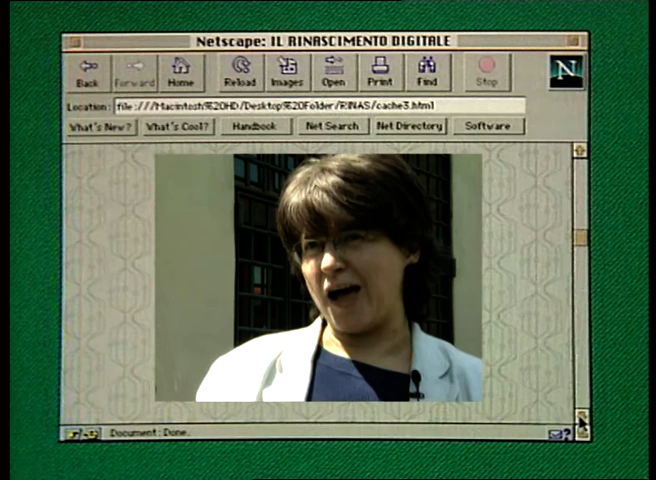 Netscape: IL RINASCIMENTO DIGITALE
Back Forward Home Reload Images Open Print Find Stop
N
Location: file:///Macintosh%20HD/Desktop%20Folder/RINAS/cache3.html
What's New? What's Cool? Handbook Net Search Net Directory Software
Document: Done.
?